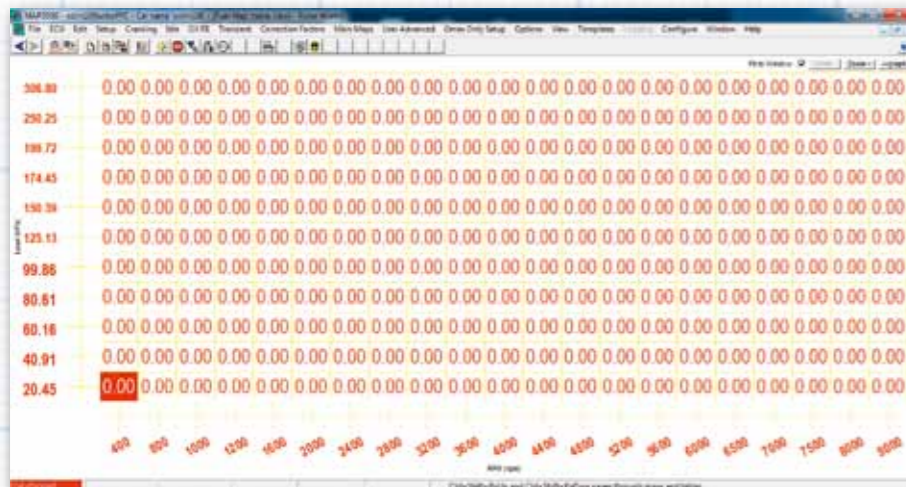 File ECU Edit Setup Cranking Idle Transient Correction Factors Main Maps User Advanced Omex Only Setup Options View Templates Configure Window Help
306.80 0.00 0.00 0.00 0.00 0.00 0.00 0.00 0.00 0.00 0.00 0.00 0.00 0.00 0.00 0.00 0.00 0.00 0.00 0.00 0.00 0.00
250.25 0.00 0.00 0.00 0.00 0.00 0.00 0.00 0.00 0.00 0.00 0.00 0.00 0.00 0.00 0.00 0.00 0.00 0.00 0.00 0.00 0.00
199.72 0.00 0.00 0.00 0.00 0.00 0.00 0.00 0.00 0.00 0.00 0.00 0.00 0.00 0.00 0.00 0.00 0.00 0.00 0.00 0.00 0.00
174.45 0.00 0.00 0.00 0.00 0.00 0.00 0.00 0.00 0.00 0.00 0.00 0.00 0.00 0.00 0.00 0.00 0.00 0.00 0.00 0.00 0.00
150.39 0.00 0.00 0.00 0.00 0.00 0.00 0.00 0.00 0.00 0.00 0.00 0.00 0.00 0.00 0.00 0.00 0.00 0.00 0.00 0.00 0.00
125.13 0.00 0.00 0.00 0.00 0.00 0.00 0.00 0.00 0.00 0.00 0.00 0.00 0.00 0.00 0.00 0.00 0.00 0.00 0.00 0.00 0.00
99.86 0.00 0.00 0.00 0.00 0.00 0.00 0.00 0.00 0.00 0.00 0.00 0.00 0.00 0.00 0.00 0.00 0.00 0.00 0.00 0.00 0.00
80.61 0.00 0.00 0.00 0.00 0.00 0.00 0.00 0.00 0.00 0.00 0.00 0.00 0.00 0.00 0.00 0.00 0.00 0.00 0.00 0.00 0.00
60.16 0.00 0.00 0.00 0.00 0.00 0.00 0.00 0.00 0.00 0.00 0.00 0.00 0.00 0.00 0.00 0.00 0.00 0.00 0.00 0.00 0.00
40.91 0.00 0.00 0.00 0.00 0.00 0.00 0.00 0.00 0.00 0.00 0.00 0.00 0.00 0.00 0.00 0.00 0.00 0.00 0.00 0.00 0.00
20.45 0.00 0.00 0.00 0.00 0.00 0.00 0.00 0.00 0.00 0.00 0.00 0.00 0.00 0.00 0.00 0.00 0.00 0.00 0.00 0.00 0.00
400 800 1000 1200 1600 2000 2400 2800 3200 3600 4000 4400 4800 5200 5600 6000 6500 7000 7500 8000 9000